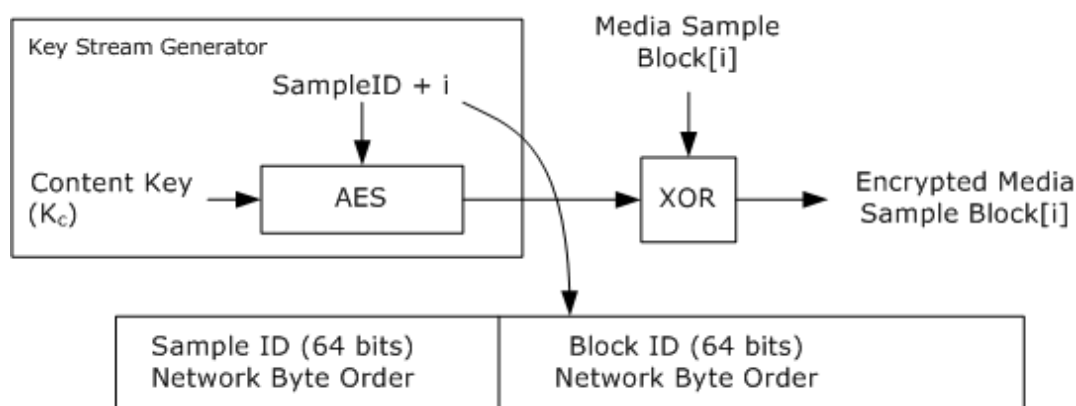 Key Stream Generator
SampleID + i
Media Sample
Block[i]
Content Key
(Kc)
AES
XOR
Encrypted Media
Sample Block[i]
Sample ID (64 bits)
Network Byte Order
Block ID (64 bits)
Network Byte Order